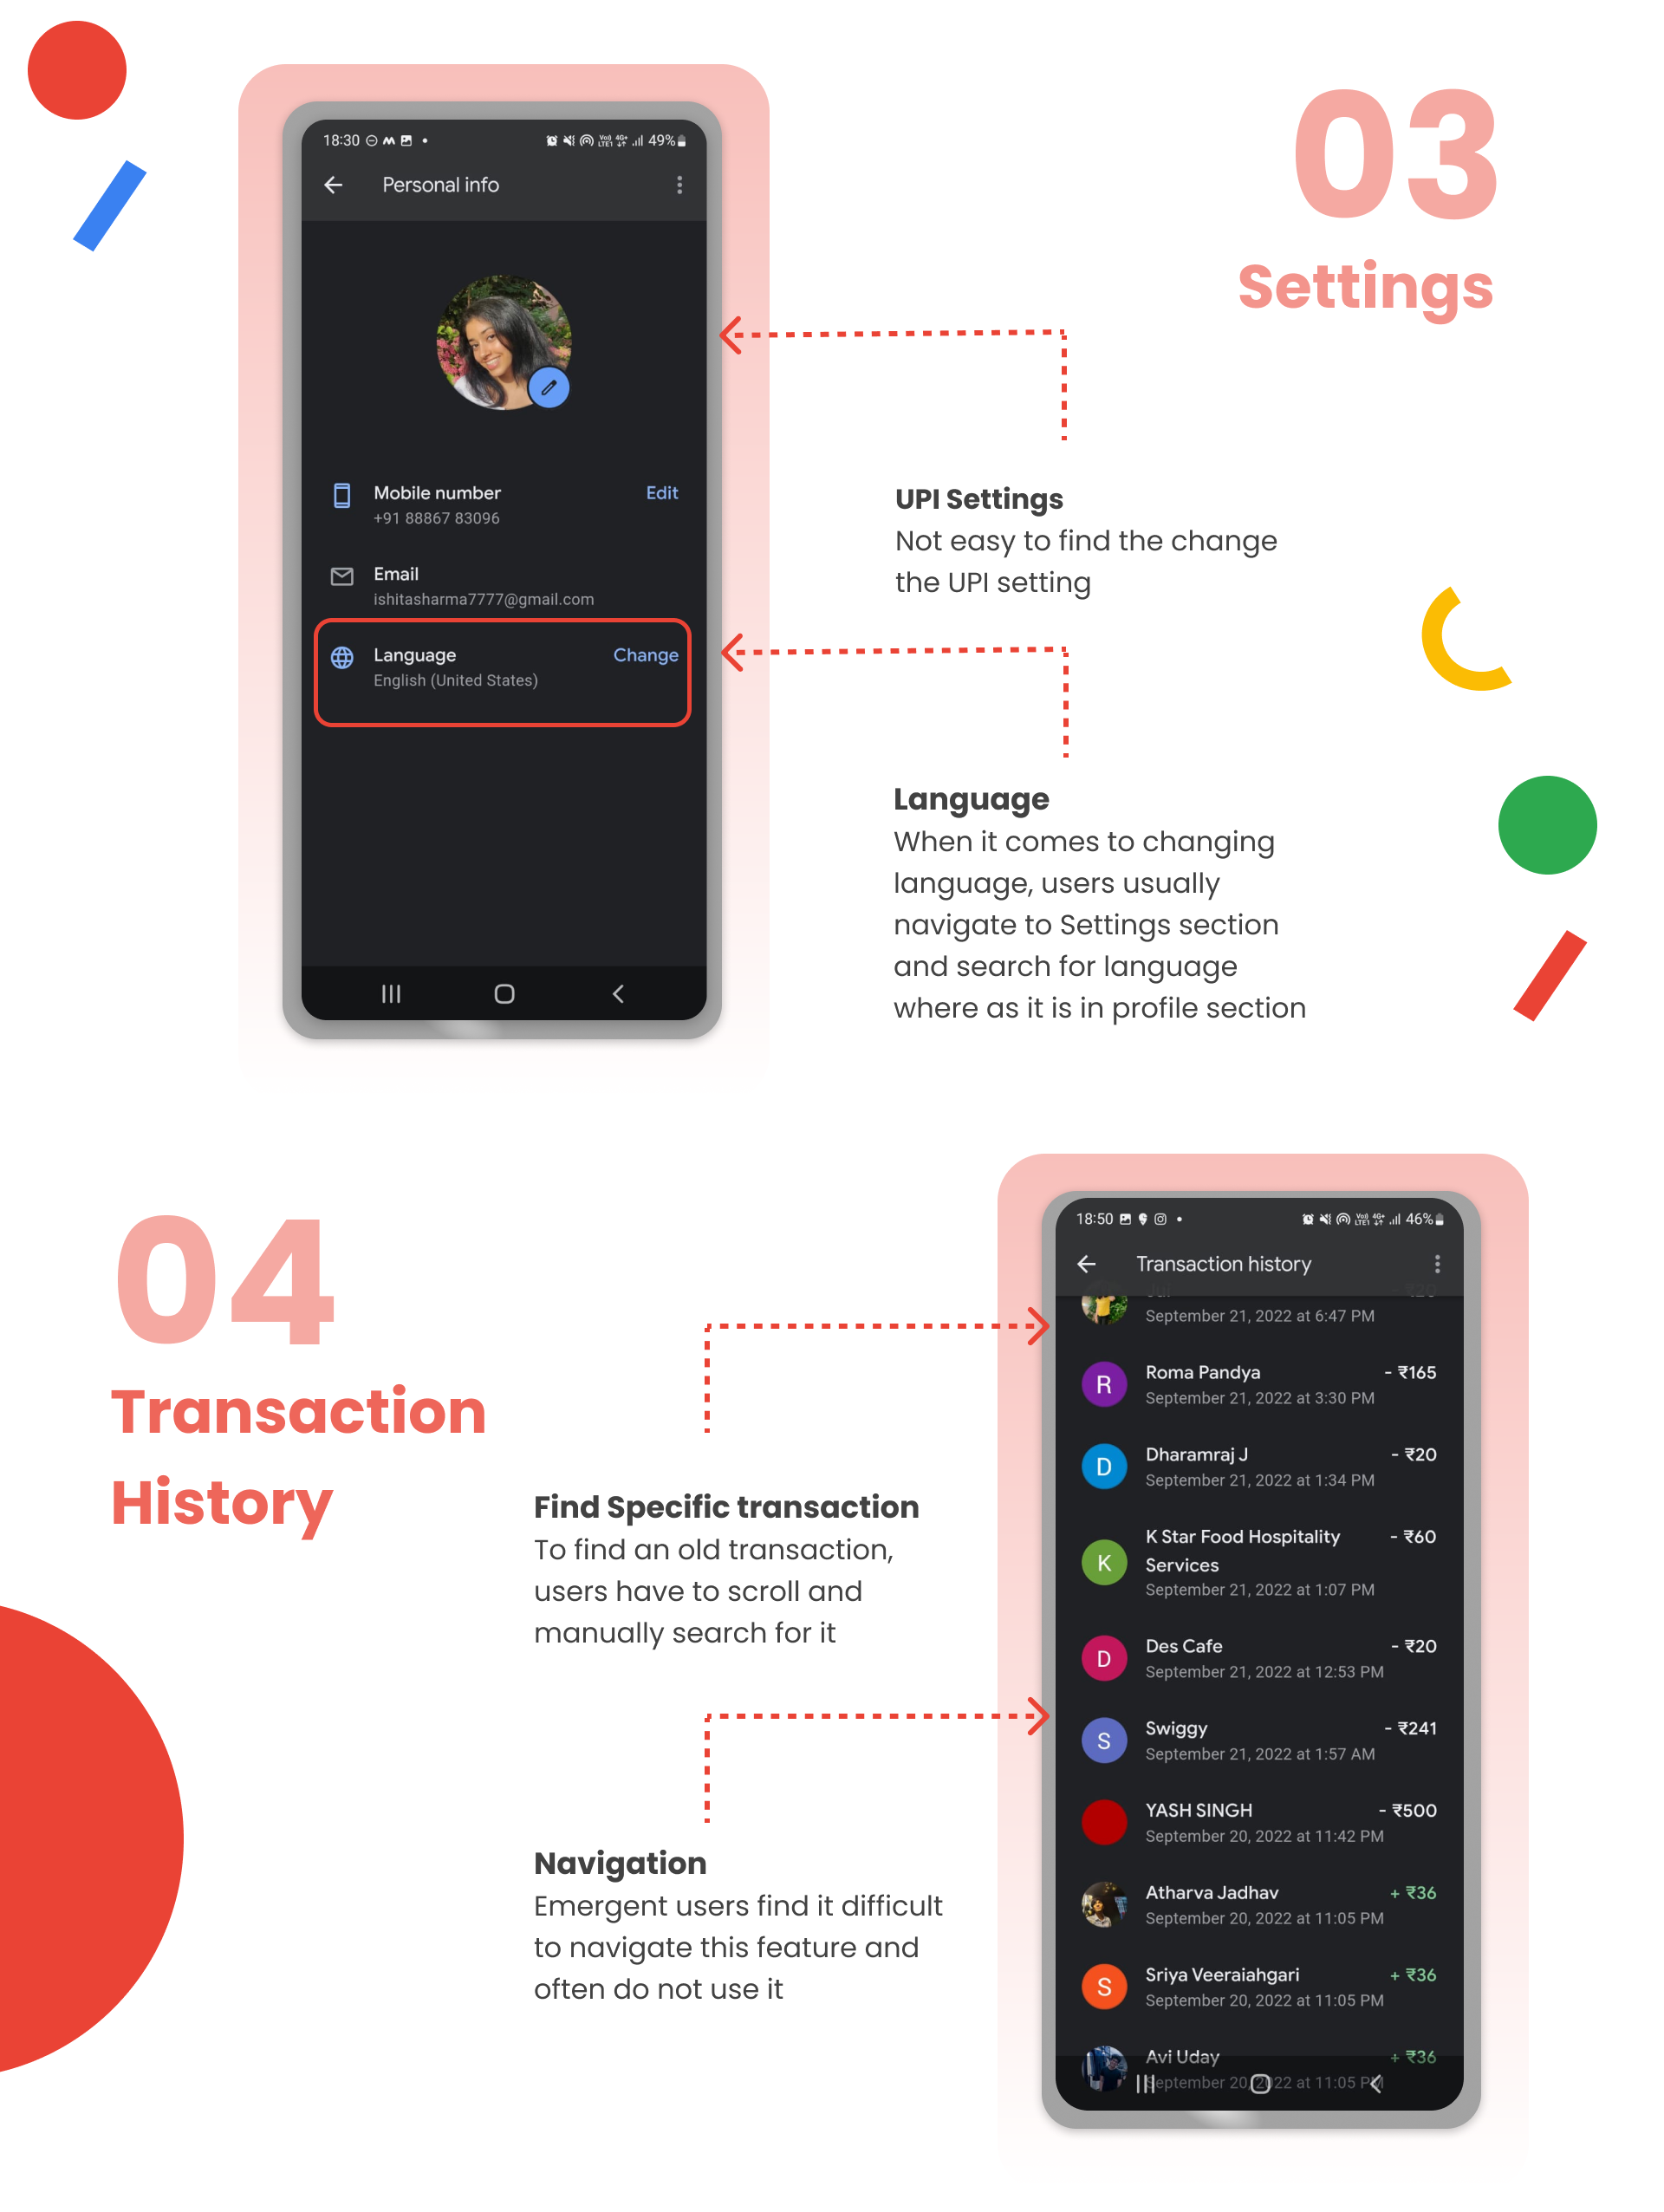 03
Settings
18:30
49%
Personal info
Mobile number
Edit
+91 88867 83096
Email
ishitasharma7777@gmail.com
Language
Change
English (United States)
UPI Settings
Not easy to find the change
the UPI setting
Language
When it comes to changing
language, users usually
navigate to Settings section
and search for language
where as it is in profile section
04
Transaction
History
Find Specific transaction
To find an old transaction,
users have to scroll and
manually search for it
Navigation
Emergent users find it difficult
to navigate this feature and
often do not use it
18:50
46%
Transaction history
September 21, 2022 at 6:47 PM
Roma Pandya - ₹165
September 21, 2022 at 3:30 PM
Dharamraj J - ₹20
September 21, 2022 at 1:34 PM
K Star Food Hospitality - ₹60
Services
September 21, 2022 at 1:07 PM
Des Cafe - ₹20
September 21, 2022 at 12:53 PM
Swiggy - ₹241
September 21, 2022 at 1:57 AM
YASH SINGH - ₹500
September 20, 2022 at 11:42 PM
Atharva Jadhav + ₹36
September 20, 2022 at 11:05 PM
Sriya Veeraiahgari + ₹36
September 20, 2022 at 11:05 PM
Avi Uday + ₹36
September 20, 2022 at 11:05 PM
R
D
K
D
S
S